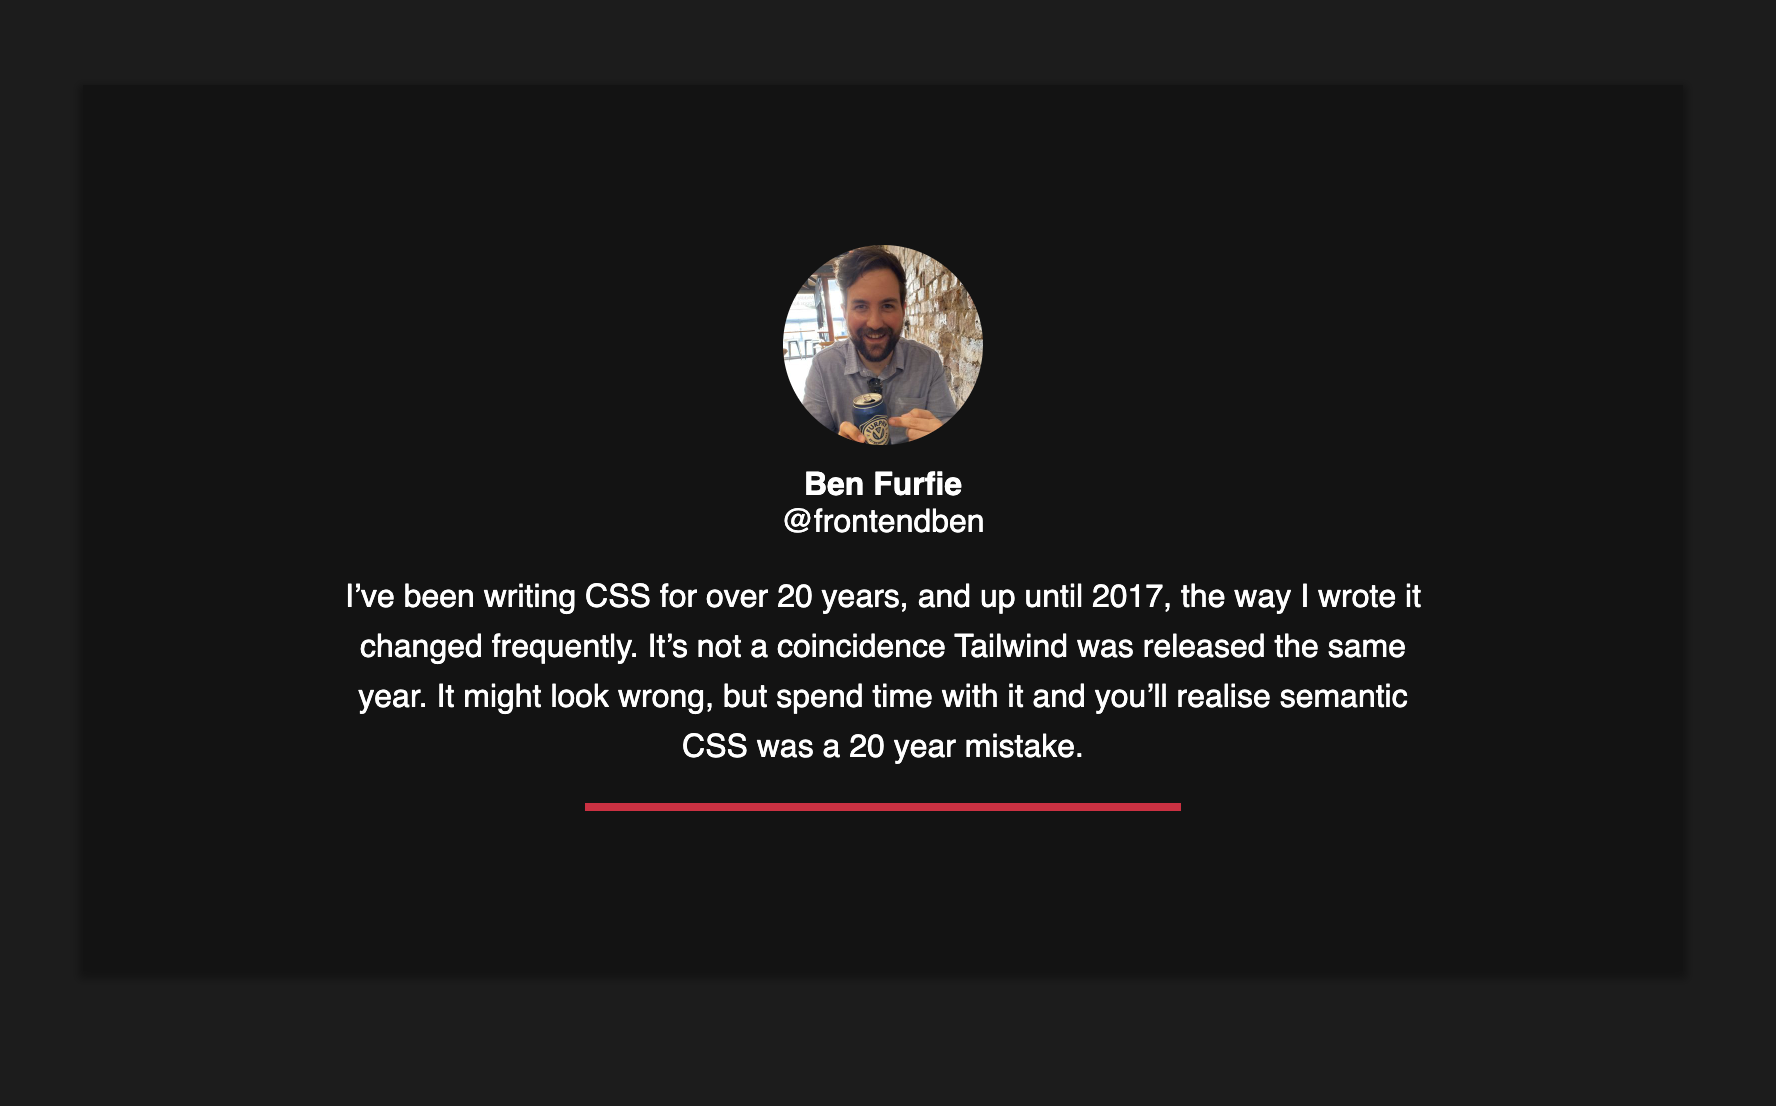 Ben Furfie
@frontendben
I’ve been writing CSS for over 20 years, and up until 2017, the way I wrote it
changed frequently. It’s not a coincidence Tailwind was released the same
year. It might look wrong, but spend time with it and you’ll realise semantic
CSS was a 20 year mistake.